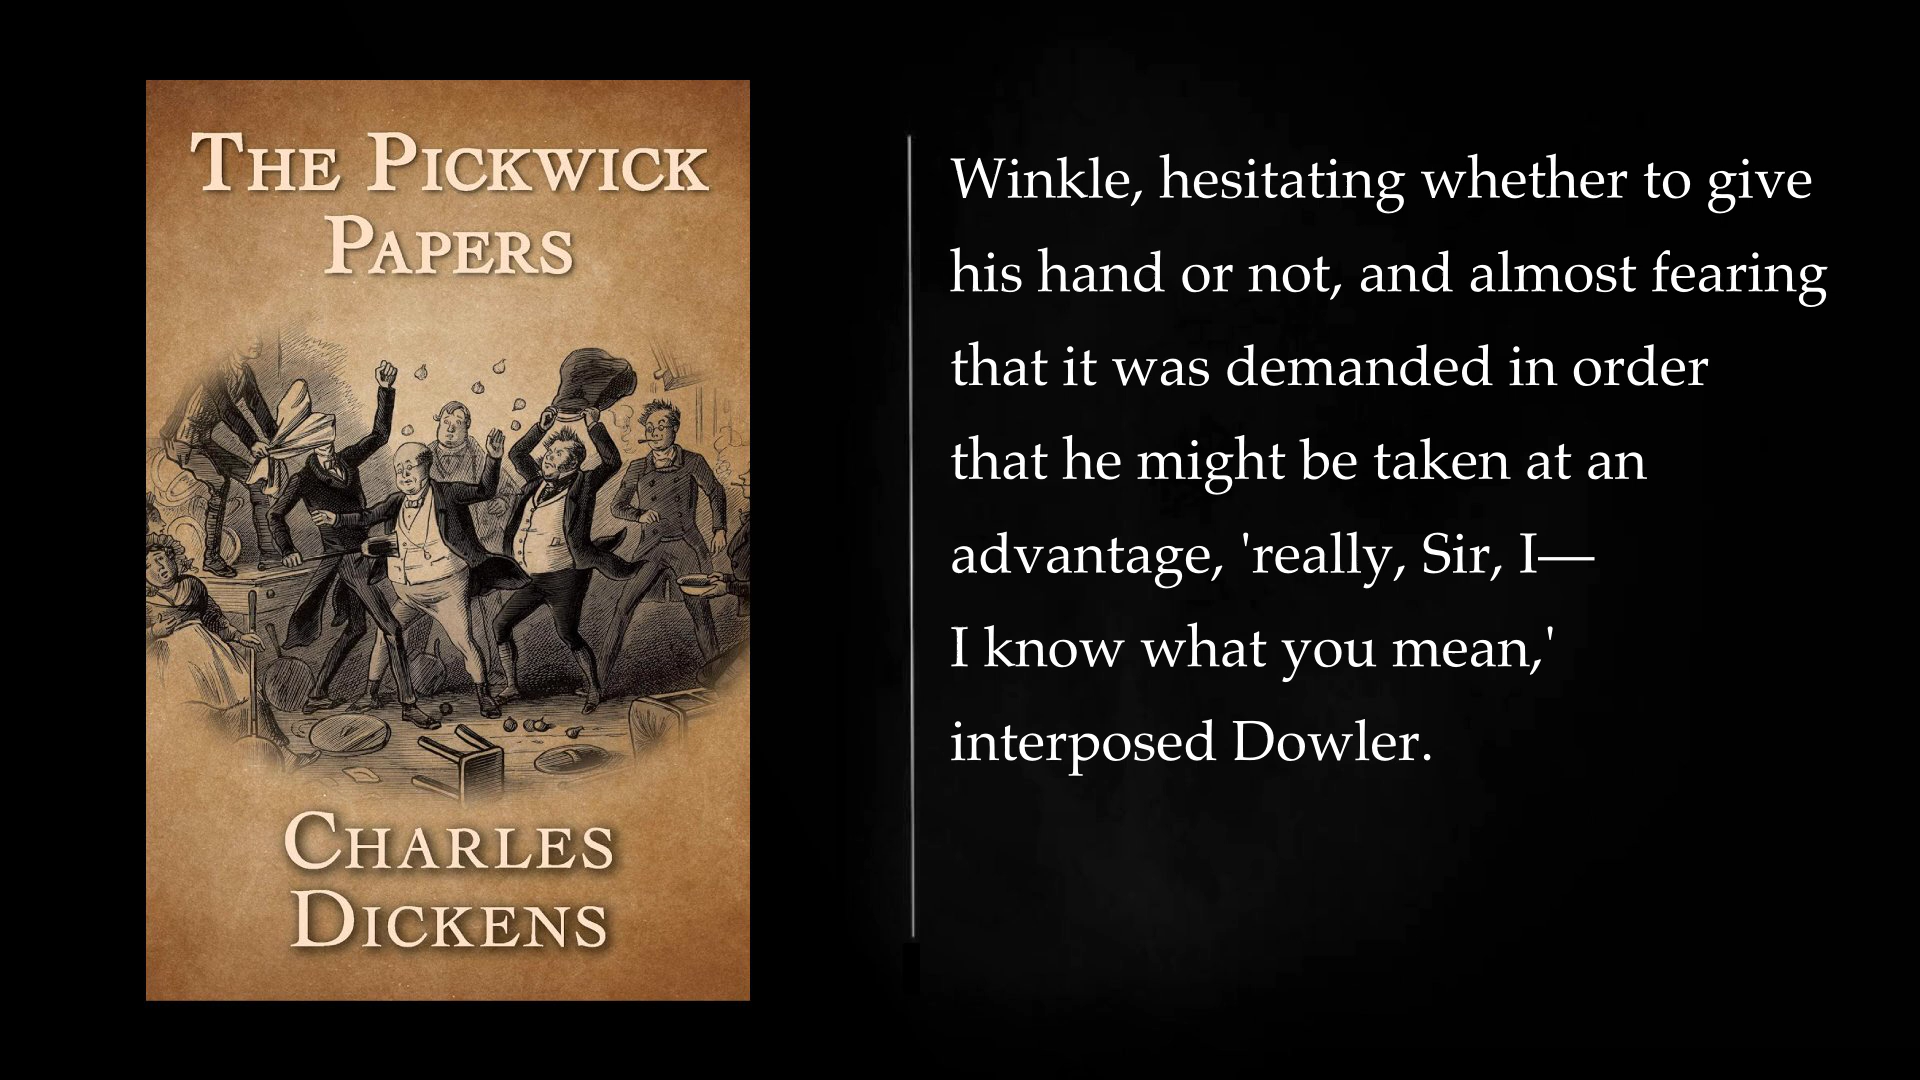 THE PICKWICK
PAPERS
CHARLES
DICKENS
Winkle, hesitating whether to give
his hand or not, and almost fearing
that it was demanded in order
that he might be taken at an
advantage, 'really, Sir, I—
I know what you mean,'
interposed Dowler.